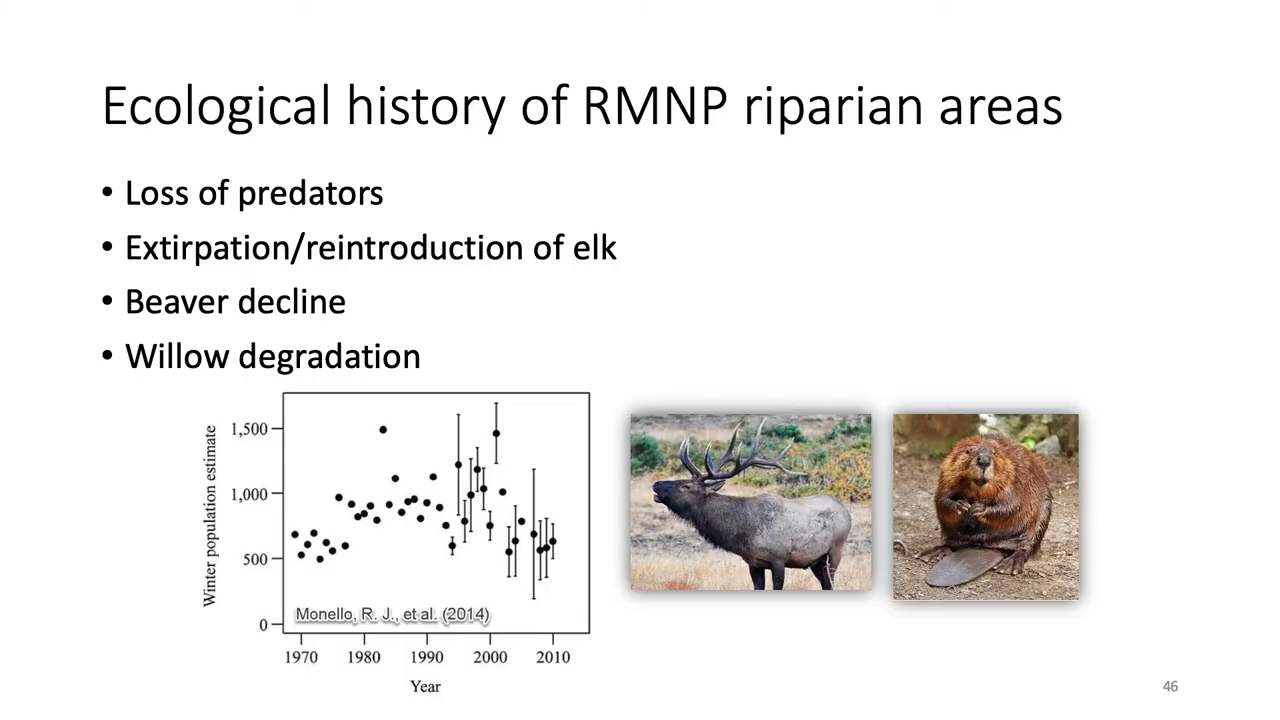 Ecological history of RMNP riparian areas
• Loss of predators
• Extirpation/reintroduction of elk
• Beaver decline
• Willow degradation
Winter population estimate
1,500
1,000
500
0
Monello, R. J., et al. (2014)
1970 1980 1990 2000 2010
Year
46